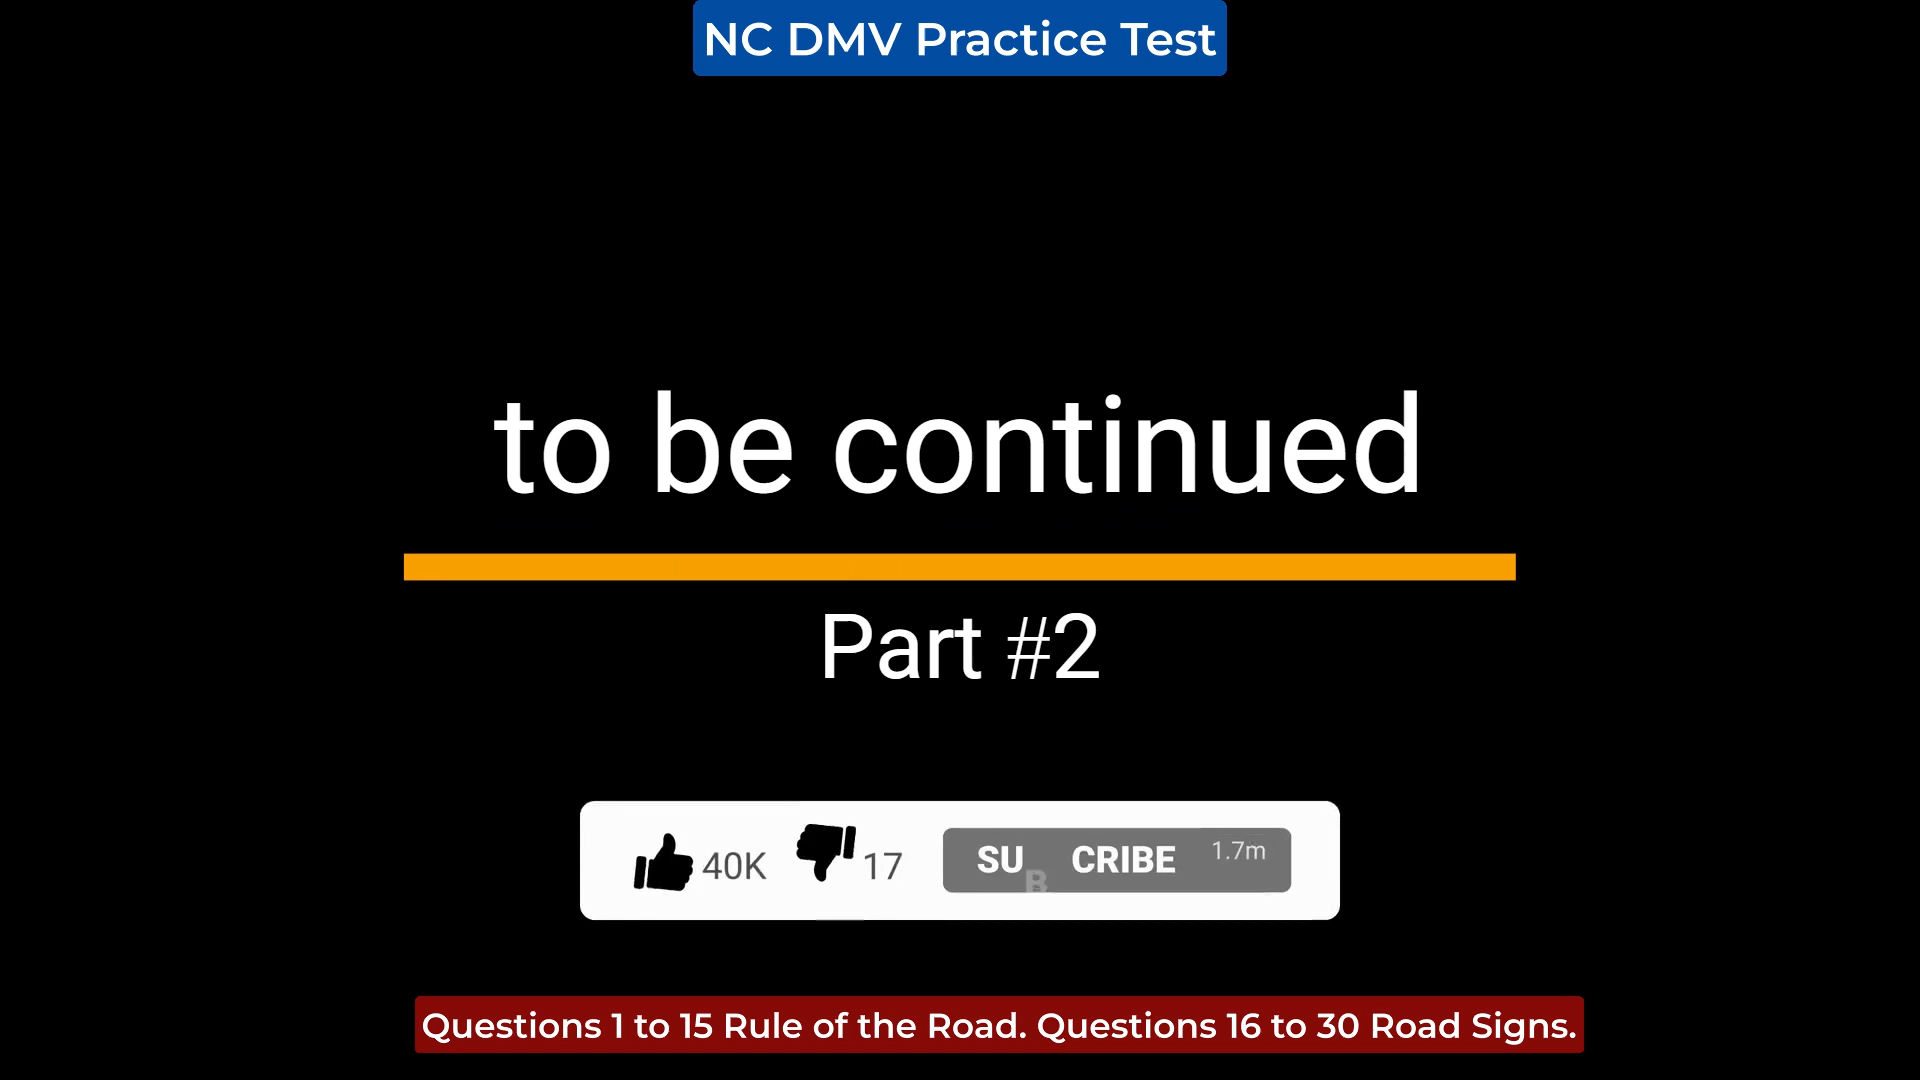 NC DMV Practice Test
to be continued
Part #2
40K 17 SU B CRIBE 1.7m
Questions 1 to 15 Rule of the Road. Questions 16 to 30 Road Signs.